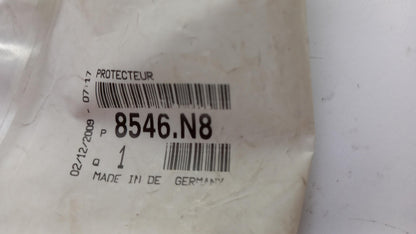 PROTECTEUR
P 8546.N8
Q 1
MADE IN DE GERMANY
02/12/2009 - 07:17